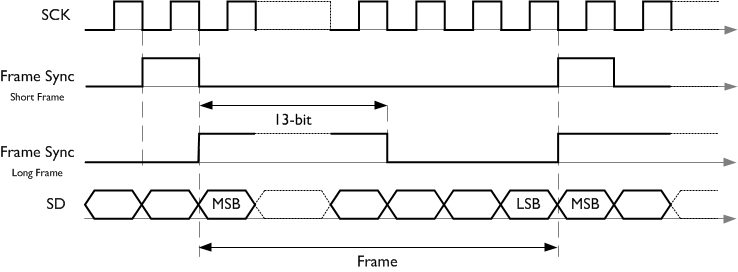 SCK
Frame Sync
Short Frame
13-bit
Frame Sync
Long Frame
SD
MSB
LSB
MSB
Frame